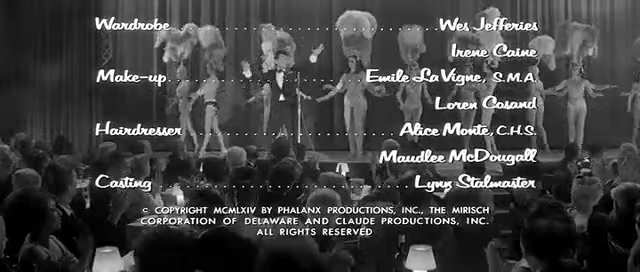 Wardrobe........................................Wes Jefferies
Irene Caine
Make-up.............................Emile LaVigne, S.M.A.
Loren Cosand
Hairdresser..................................Alice Monte, C.H.S.
Maudlee McDougall
Casting.......................................Lynn Stalmaster
© COPYRIGHT MCMLXIV BY PHALANX PRODUCTIONS, INC., THE MIRISCH
CORPORATION OF DELAWARE AND CLAUDE PRODUCTIONS, INC.
ALL RIGHTS RESERVED